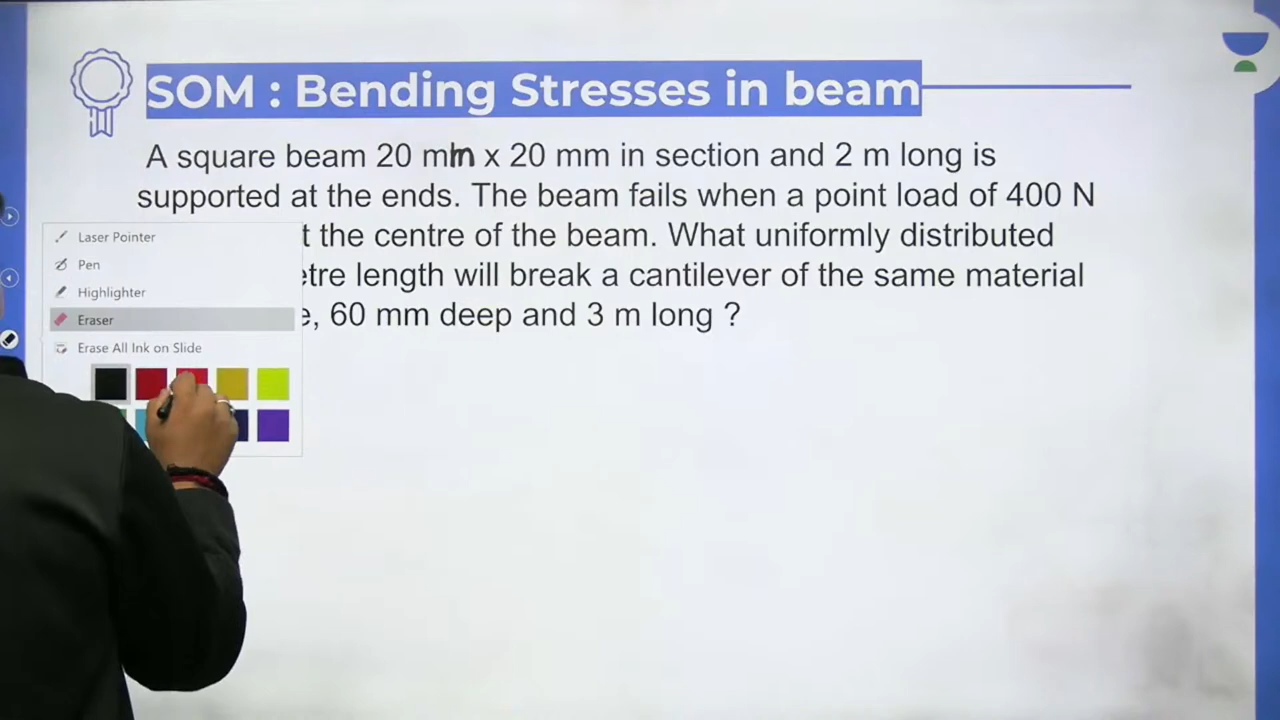 SOM : Bending Stresses in beam
A square beam 20 mm x 20 mm in section and 2 m long is
supported at the ends. The beam fails when a point load of 400 N
t the centre of the beam. What uniformly distributed
etre length will break a cantilever of the same material
e, 60 mm deep and 3 m long ?
Laser Pointer
Pen
Highlighter
Eraser
Erase All Ink on Slide